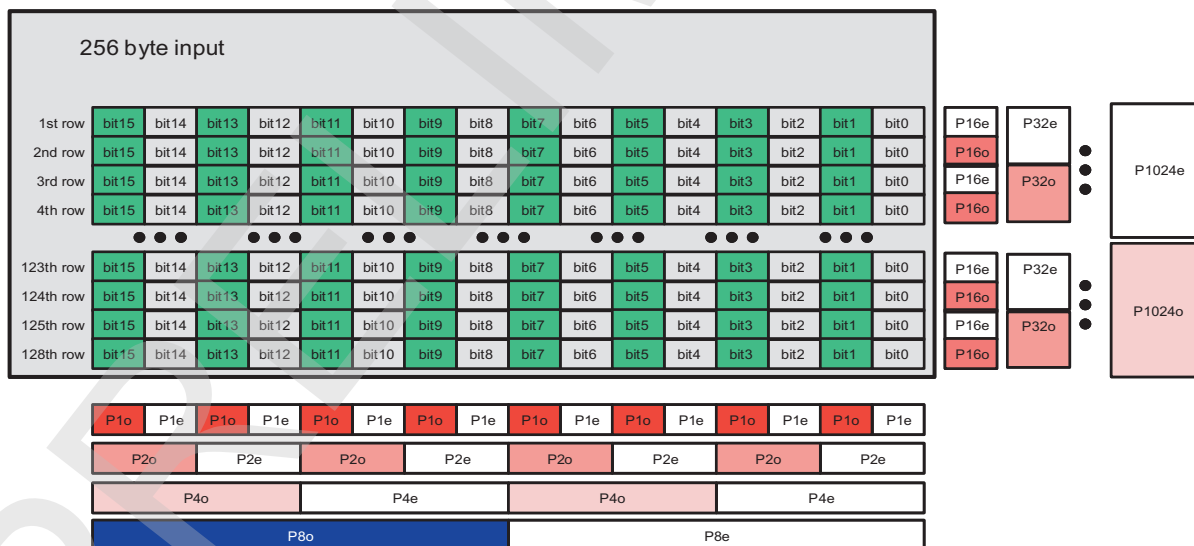 256 byte input
1st row bit15 bit14 bit13 bit12 bit11 bit10 bit9 bit8 bit7 bit6 bit5 bit4 bit3 bit2 bit1 bit0 P16e P32e
2nd row bit15 bit14 bit13 bit12 bit11 bit10 bit9 bit8 bit7 bit6 bit5 bit4 bit3 bit2 bit1 bit0 P16o
3rd row bit15 bit14 bit13 bit12 bit11 bit10 bit9 bit8 bit7 bit6 bit5 bit4 bit3 bit2 bit1 bit0 P16e P32o P1024e
4th row bit15 bit14 bit13 bit12 bit11 bit10 bit9 bit8 bit7 bit6 bit5 bit4 bit3 bit2 bit1 bit0 P16o
123th row bit15 bit14 bit13 bit12 bit11 bit10 bit9 bit8 bit7 bit6 bit5 bit4 bit3 bit2 bit1 bit0 P16e P32e
124th row bit15 bit14 bit13 bit12 bit11 bit10 bit9 bit8 bit7 bit6 bit5 bit4 bit3 bit2 bit1 bit0 P16o
125th row bit15 bit14 bit13 bit12 bit11 bit10 bit9 bit8 bit7 bit6 bit5 bit4 bit3 bit2 bit1 bit0 P16e P32o P1024o
128th row bit15 bit14 bit13 bit12 bit11 bit10 bit9 bit8 bit7 bit6 bit5 bit4 bit3 bit2 bit1 bit0 P16o
P1o P1e P1o P1e P1o P1e P1o P1e P1o P1e P1o P1e P1o P1e P1o P1e
P2o P2e P2o P2e P2o P2e P2o P2e
P4o P4e P4o P4e
P8o P8e